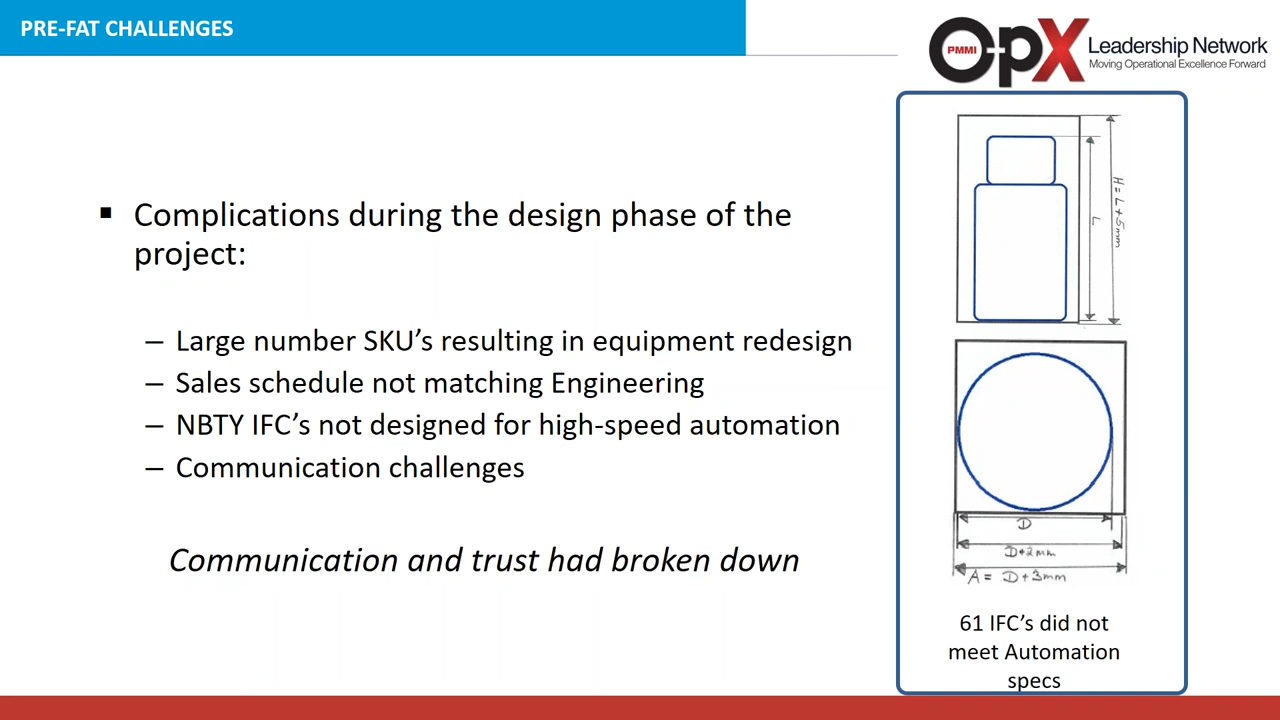 PRE-FAT CHALLENGES
PMMI
OpX
Leadership Network
Moving Operational Excellence Forward
▪ Complications during the design phase of the
project:
– Large number SKU’s resulting in equipment redesign
– Sales schedule not matching Engineering
– NBTY IFC’s not designed for high-speed automation
– Communication challenges
Communication and trust had broken down
L
H = L+5mm
D
D+2mm
A = D+3mm
61 IFC’s did not
meet Automation
specs